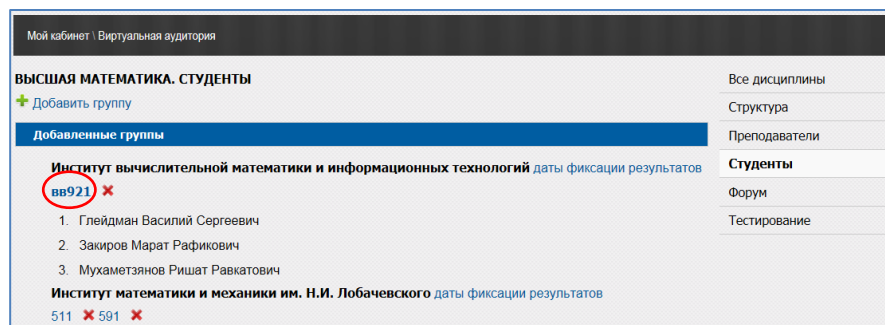 Мой кабинет \ Виртуальная аудитория
ВЫСШАЯ МАТЕМАТИКА. СТУДЕНТЫ
Добавить группу
Добавленные группы
Институт вычислительной математики и информационных технологий даты фиксации результатов
вв921
1. Глейдман Василий Сергеевич
2. Закиров Марат Рафикович
3. Мухаметзянов Ришат Равкатович
Институт математики и механики им. Н.И. Лобачевского даты фиксации результатов
511 591
Все дисциплины
Структура
Преподаватели
Студенты
Форум
Тестирование